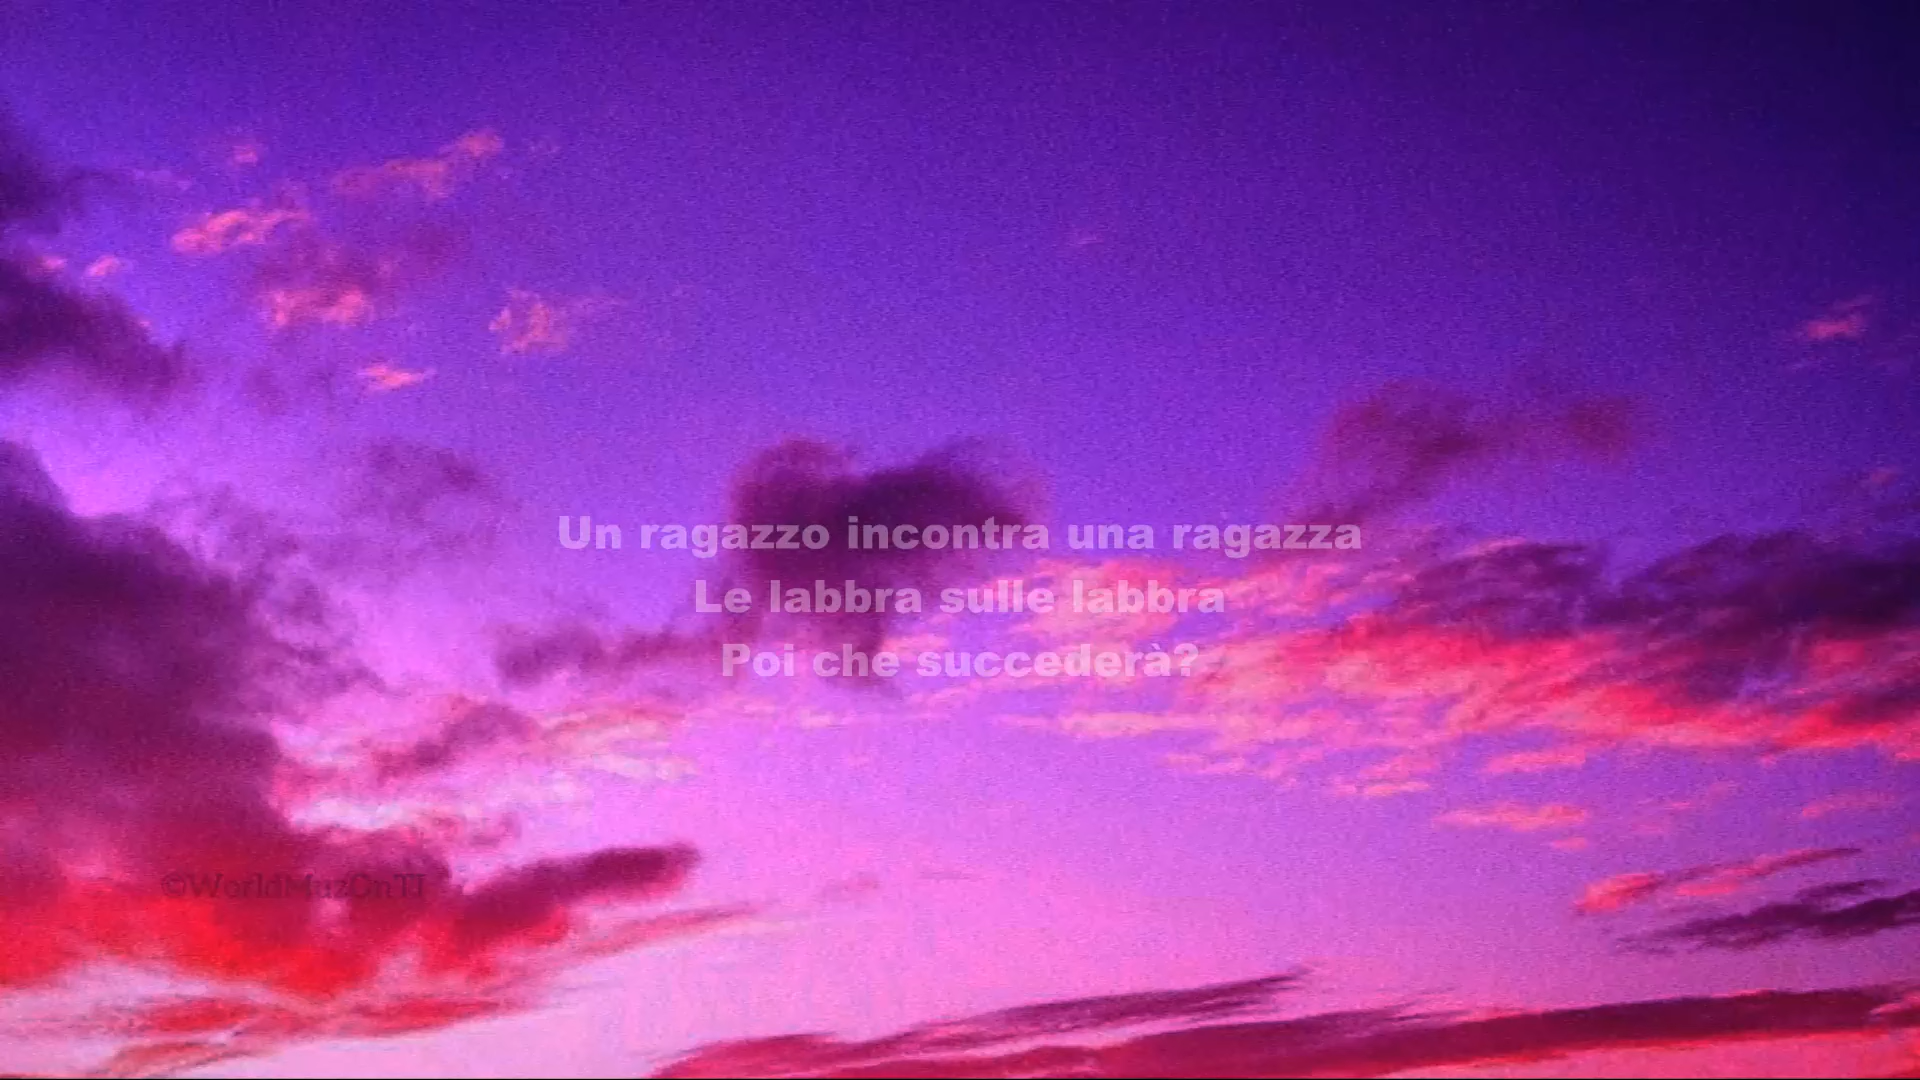 Un ragazzo incontra una ragazza
Le labbra sulle labbra
Poi che succederà?